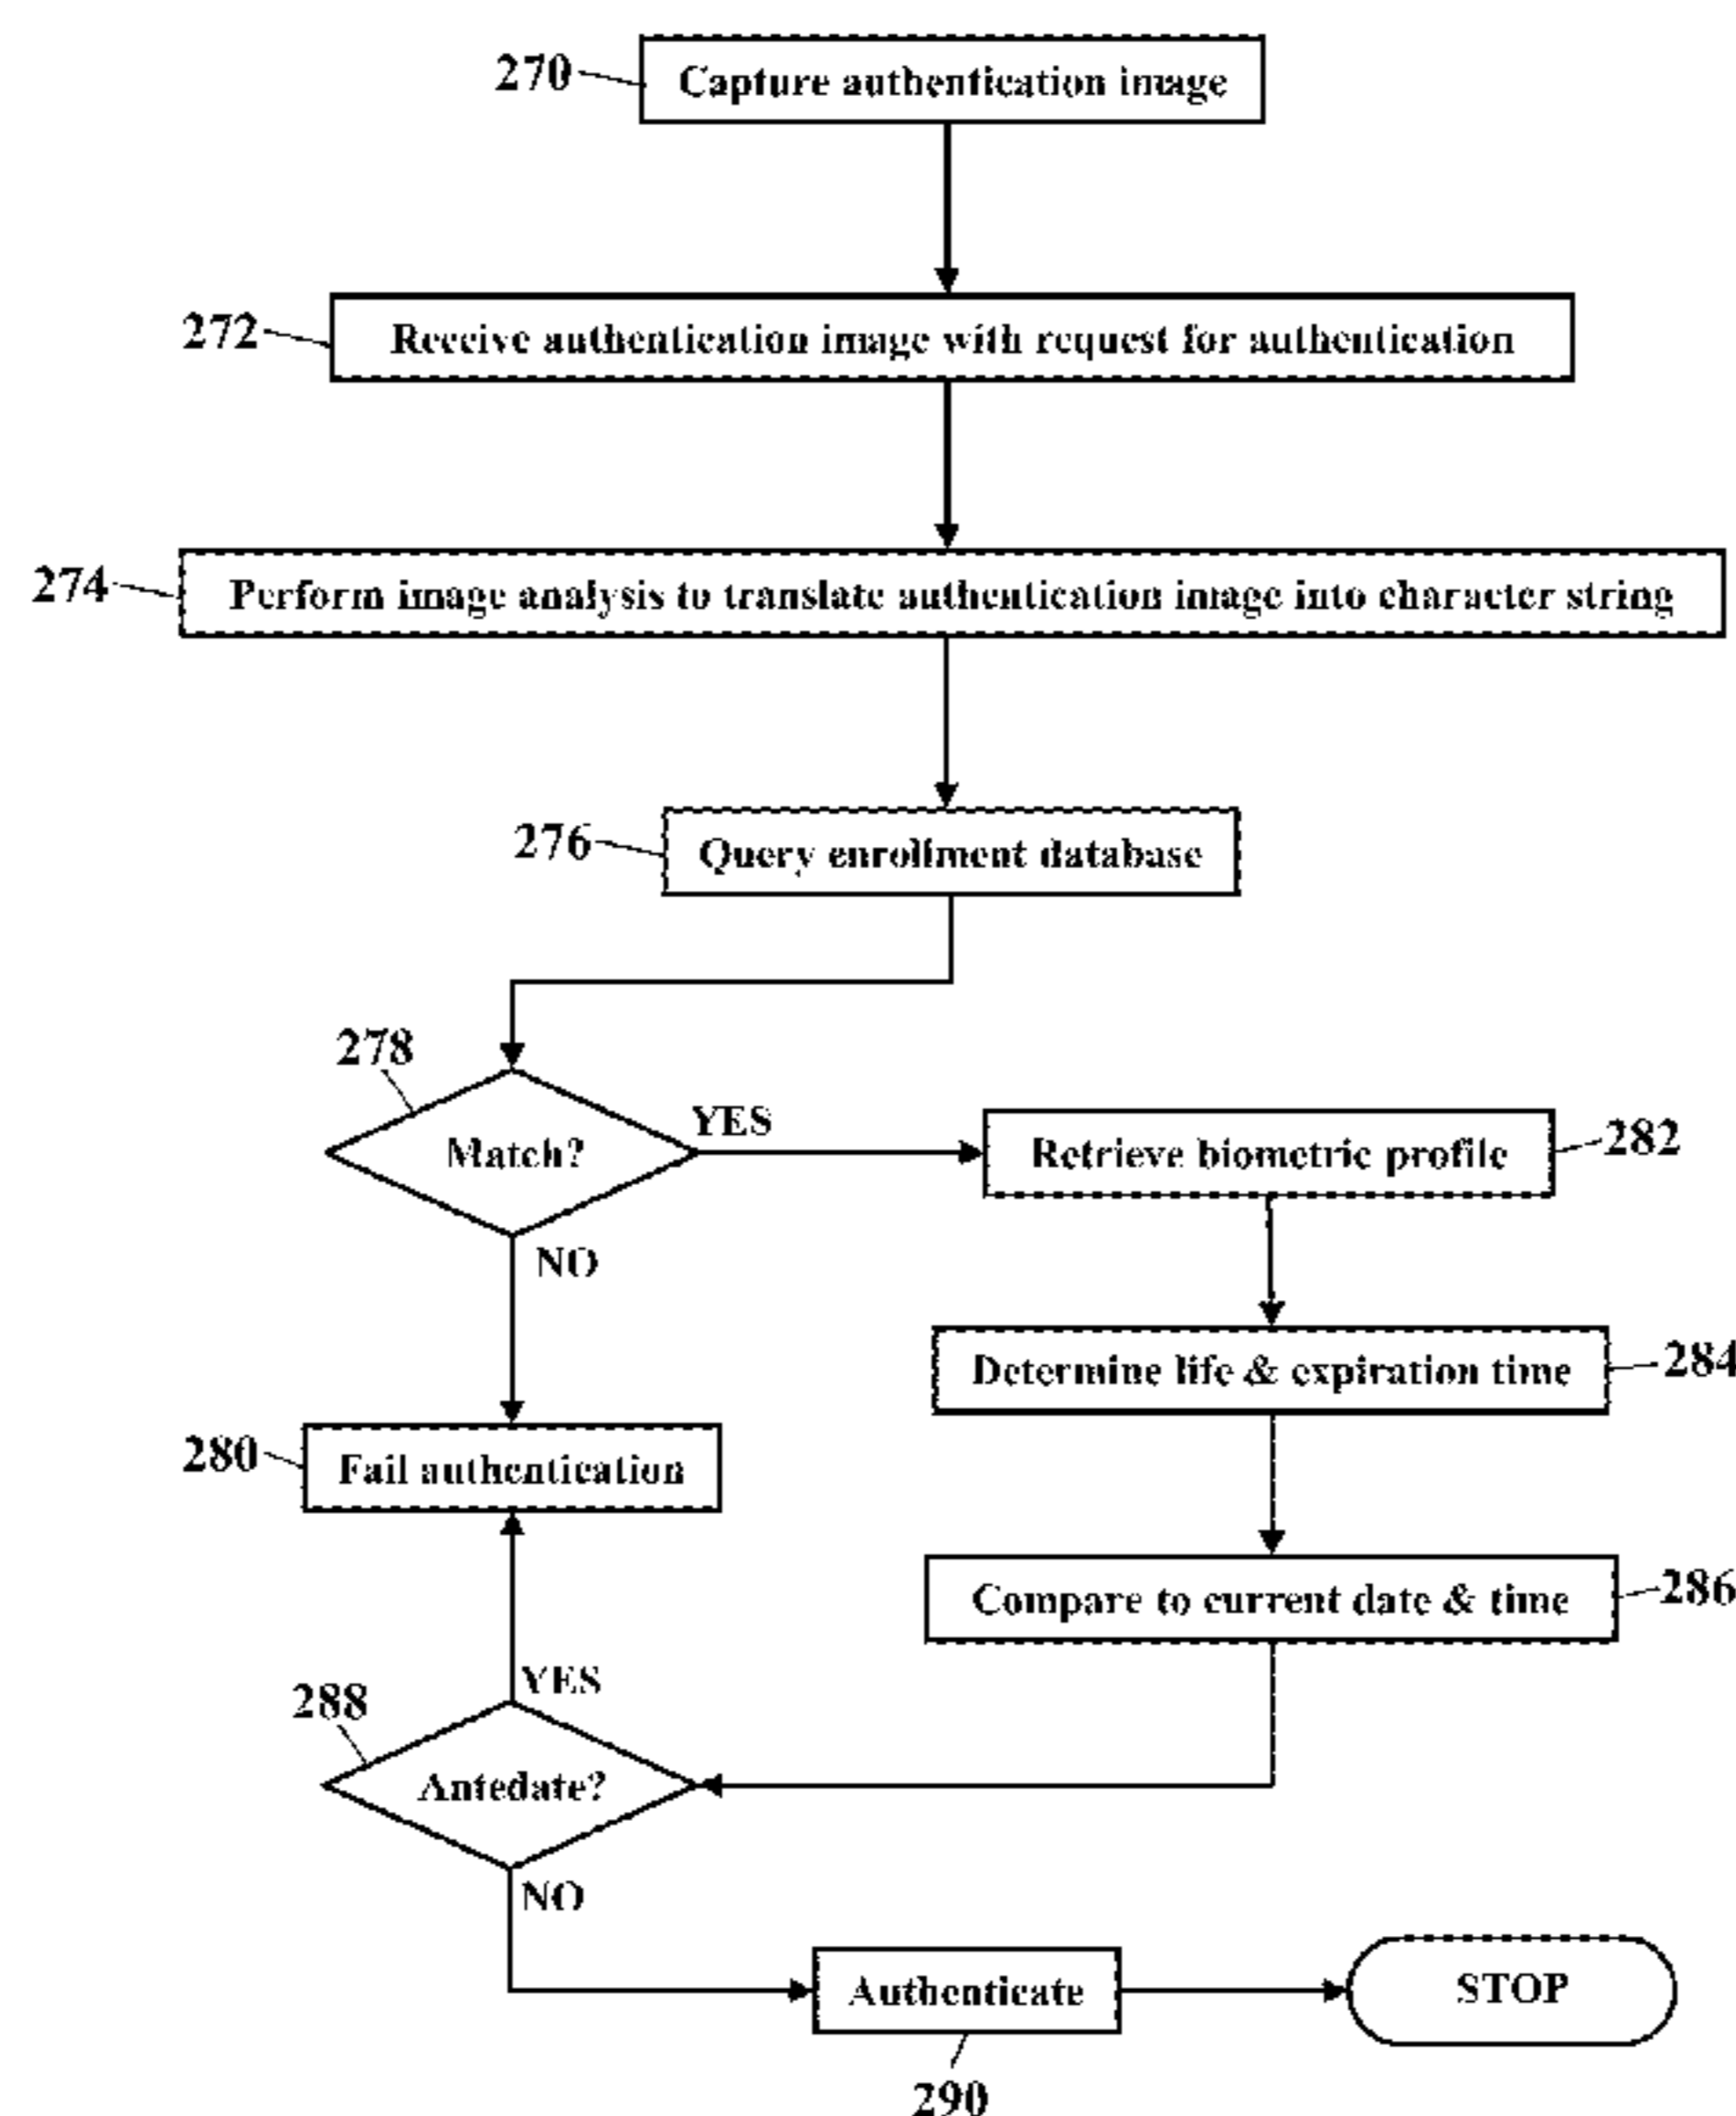 270
Capture authentication image
272
Receive authentication image with request for authentication
274
Perform image analysis to translate authentication image into character string
276
Query enrollment database
278
Match?
YES
Retrieve biometric profile
282
NO
Determine life & expiration time
284
280
Fail authentication
Compare to current date & time
286
YES
288
Antedate?
NO
Authenticate
STOP
290